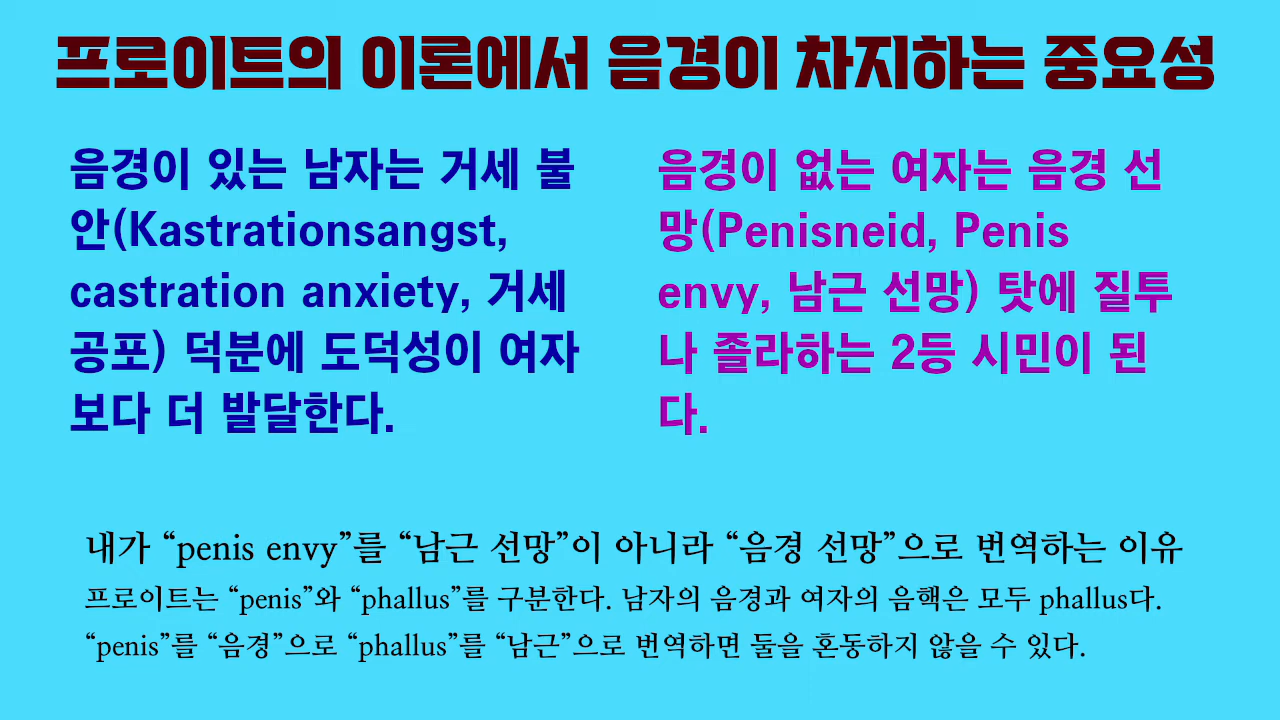 프로이트의 이론에서 음경이 차지하는 중요성
음경이 있는 남자는 거세 불
안(Kastrationsangst,
castration anxiety, 거세
공포) 덕분에 도덕성이 여자
보다 더 발달한다.
음경이 없는 여자는 음경 선
망(Penisneid, Penis
envy, 남근 선망) 탓에 질투
나 졸라하는 2등 시민이 된
다.
내가 “penis envy”를 “남근 선망”이 아니라 “음경 선망”으로 번역하는 이유
프로이트는 “penis”와 “phallus”를 구분한다. 남자의 음경과 여자의 음핵은 모두 phallus다.
“penis”를 “음경”으로 “phallus”를 “남근”으로 번역하면 둘을 혼동하지 않을 수 있다.